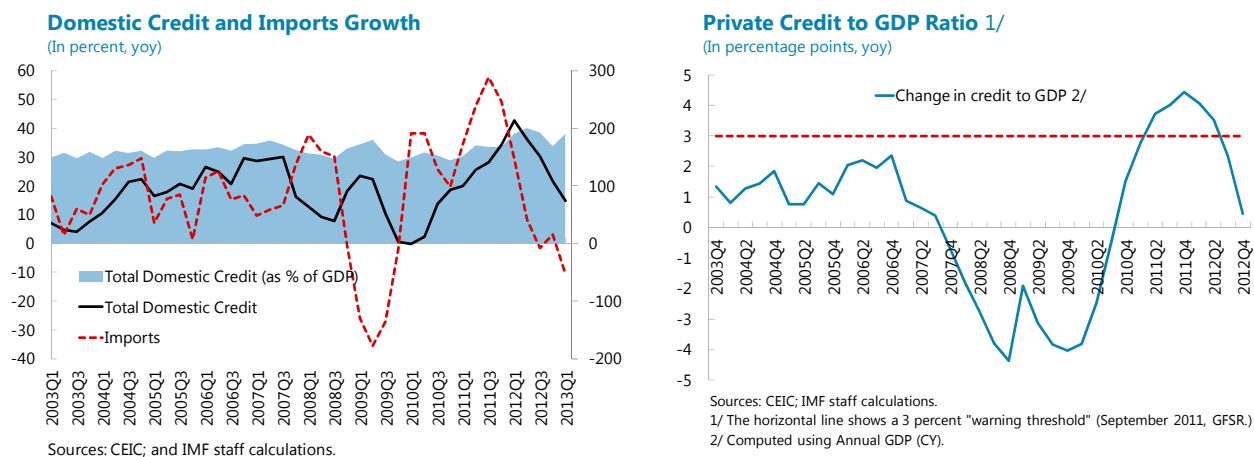 Domestic Credit and Imports Growth
(In percent, yoy)
60
50
40
30
20
10
0
-10
-20
-30
-40
300
200
100
0
-100
-200
Total Domestic Credit (as % of GDP)
Total Domestic Credit
Imports
2003Q1
2003Q3
2004Q1
2004Q3
2005Q1
2005Q3
2006Q1
2006Q3
2007Q1
2007Q3
2008Q1
2008Q3
2009Q1
2009Q3
2010Q1
2010Q3
2011Q1
2011Q3
2012Q1
2012Q3
2013Q1
Sources: CEIC; and IMF staff calculations.
Private Credit to GDP Ratio 1/
(In percentage points, yoy)
5
4
3
2
1
0
-1
-2
-3
-4
-5
Change in credit to GDP 2/
2003Q4
2004Q2
2004Q4
2005Q2
2005Q4
2006Q2
2006Q4
2007Q2
2007Q4
2008Q2
2008Q4
2009Q2
2009Q4
2010Q2
2010Q4
2011Q2
2011Q4
2012Q2
2012Q4
Sources: CEIC; IMF staff calculations.
1/ The horizontal line shows a 3 percent "warning threshold" (September 2011, GFSR.)
2/ Computed using Annual GDP (CY).